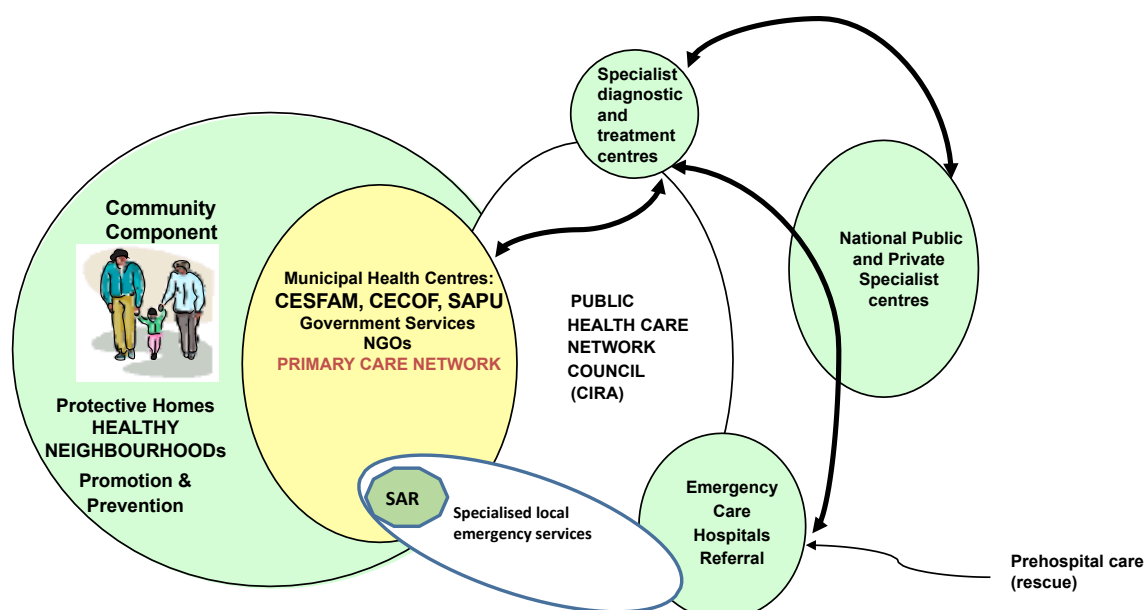 Community
Component
Protective Homes
HEALTHY
NEIGHBOURHOODs
Promotion &
Prevention
Municipal Health Centres:
CESFAM, CECOF, SAPU
Government Services
NGOs
PRIMARY CARE NETWORK
SAR
Specialised local
emergency services
PUBLIC
HEALTH CARE
NETWORK
COUNCIL
(CIRA)
Specialist
diagnostic
and
treatment
centres
National Public
and Private
Specialist
centres
Emergency
Care
Hospitals
Referral
Prehospital care
(rescue)